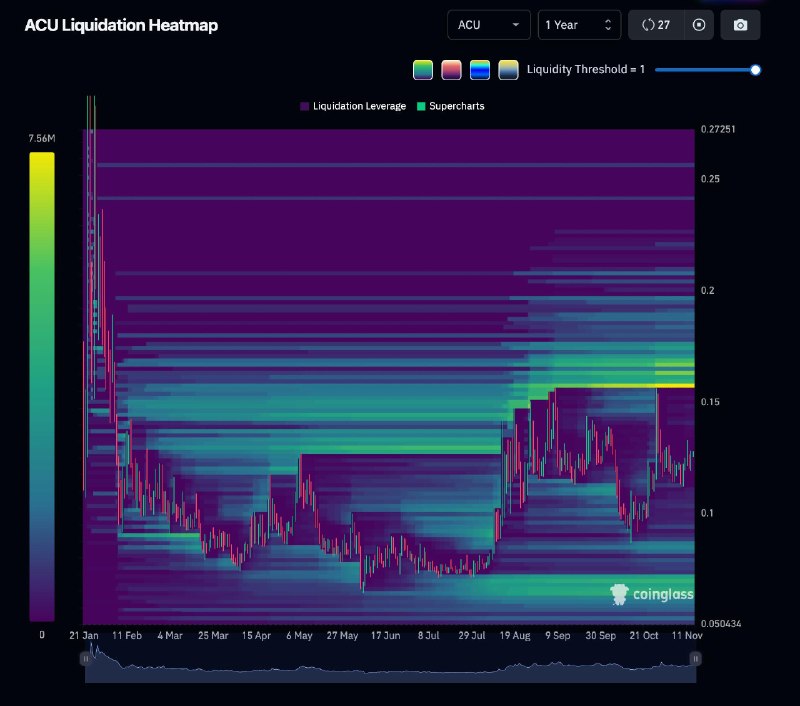 ACU Liquidation Heatmap
ACU
1 Year
27
Liquidity Threshold = 1
Liquidation Leverage
Supercharts
7.56M
0.27251
0.25
0.2
0.15
0.1
coinglass
0
0.050434
21 Jan 11 Feb 4 Mar 25 Mar 15 Apr 6 May 27 May 17 Jun 8 Jul 29 Jul 19 Aug 9 Sep 30 Sep 21 Oct 11 Nov